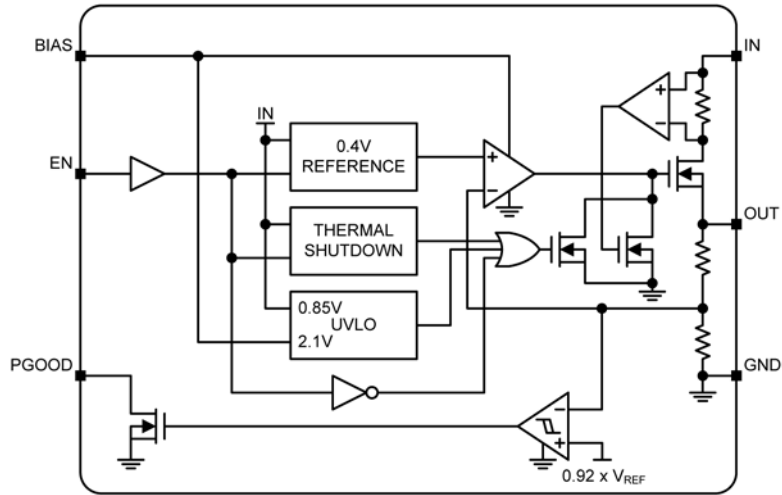 BIAS
IN
IN
+
−
0.4V
REFERENCE
EN
+
−
OUT
THERMAL
SHUTDOWN
0.85V
UVLO
2.1V
PGOOD
GND
−
+
0.92 x VREF